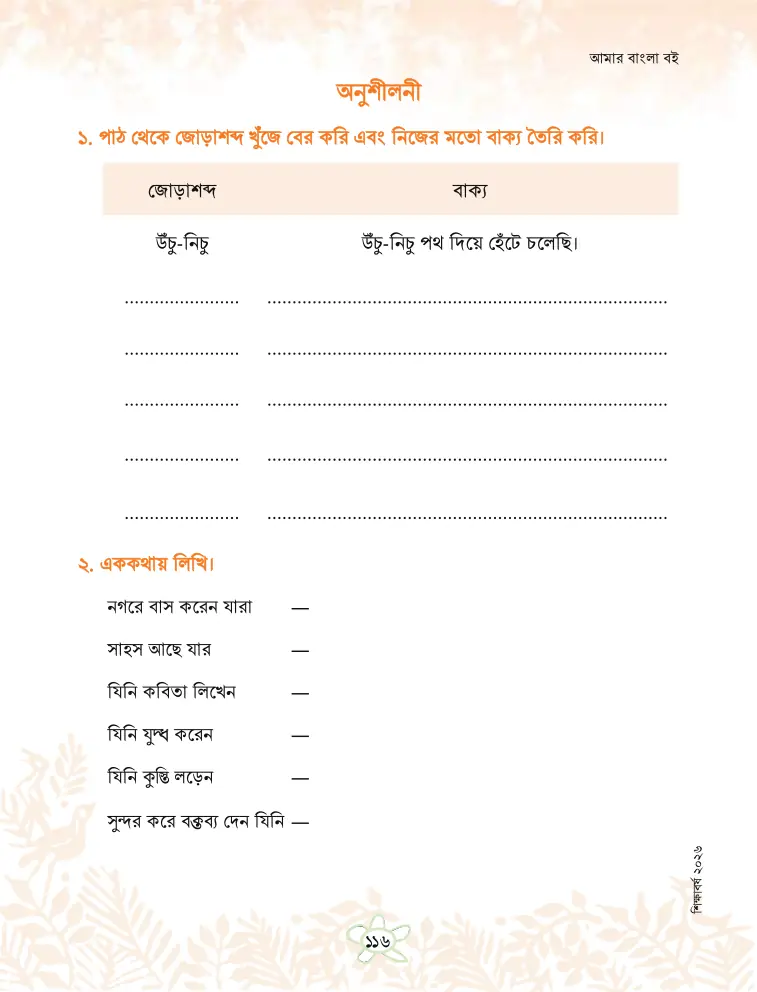 আমার বাংলা বই
অনুশীলনী
১. পাঠ থেকে জোড়াশব্দ খুঁজে বের করি এবং নিজের মতো বাক্য তৈরি করি।
জোড়াশব্দ বাক্য
উঁচু-নিচু উঁচু-নিচু পথ দিয়ে হেঁটে চলেছি।
....................... ................................................................................
....................... ................................................................................
....................... ................................................................................
....................... ................................................................................
....................... ................................................................................
২. এককথায় লিখি।
নগরে বাস করেন যারা —
সাহস আছে যার —
যিনি কবিতা লিখেন —
যিনি যুদ্ধ করেন —
যিনি কুস্তি লড়েন —
সুন্দর করে বক্তব্য দেন যিনি —
শিক্ষাবর্ষ ২০২৬
১১৬